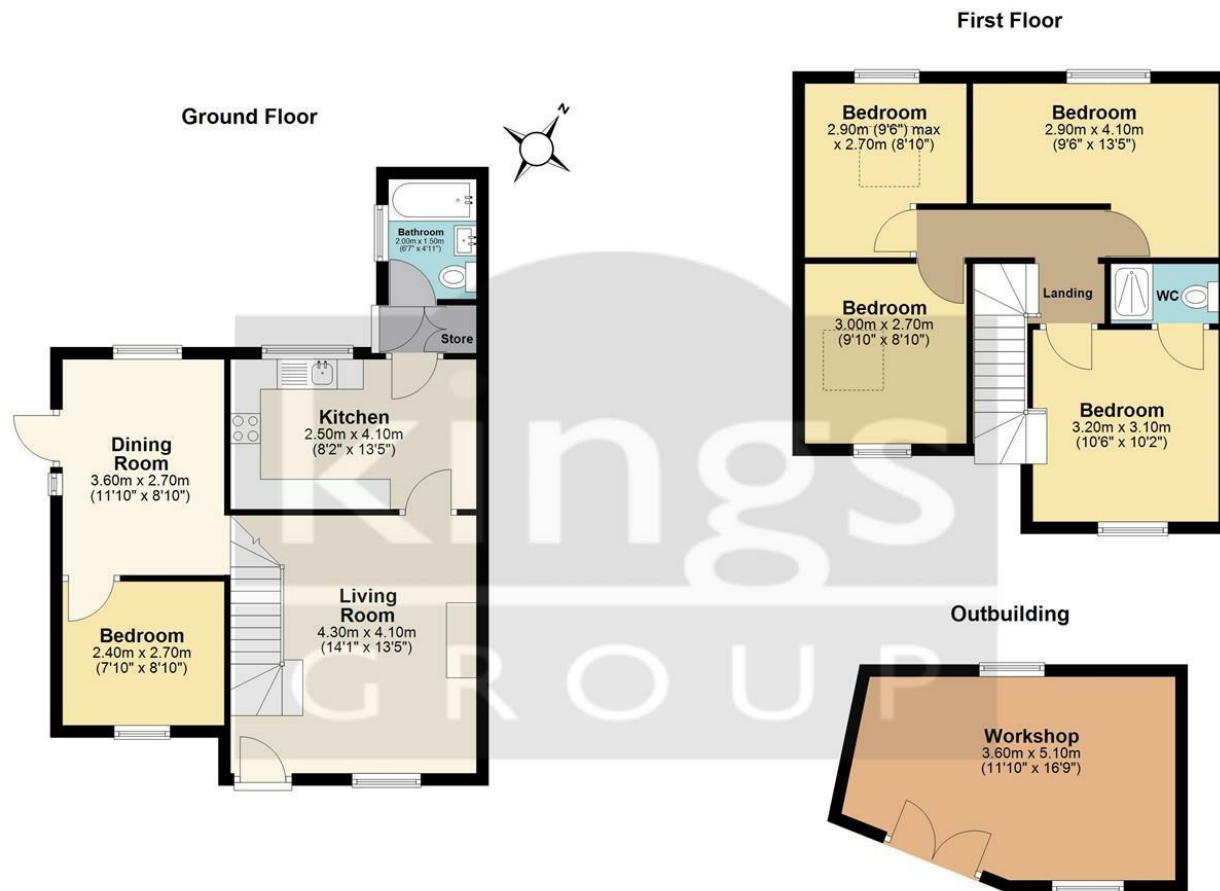 Ground Floor
N
Bathroom
2.00m x 1.50m
(6'7" x 4'11")
Store
Kitchen
2.50m x 4.10m
(8'2" x 13'5")
Dining
Room
3.60m x 2.70m
(11'10" x 8'10")
Bedroom
2.40m x 2.70m
(7'10" x 8'10")
Living
Room
4.30m x 4.10m
(14'1" x 13'5")
First Floor
Bedroom
2.90m (9'6") max
x 2.70m (8'10")
Bedroom
2.90m x 4.10m
(9'6" x 13'5")
Bedroom
3.00m x 2.70m
(9'10" x 8'10")
Landing
WC
Bedroom
3.20m x 3.10m
(10'6" x 10'2")
Outbuilding
Workshop
3.60m x 5.10m
(11'10" x 16'9")
kings
GROUP